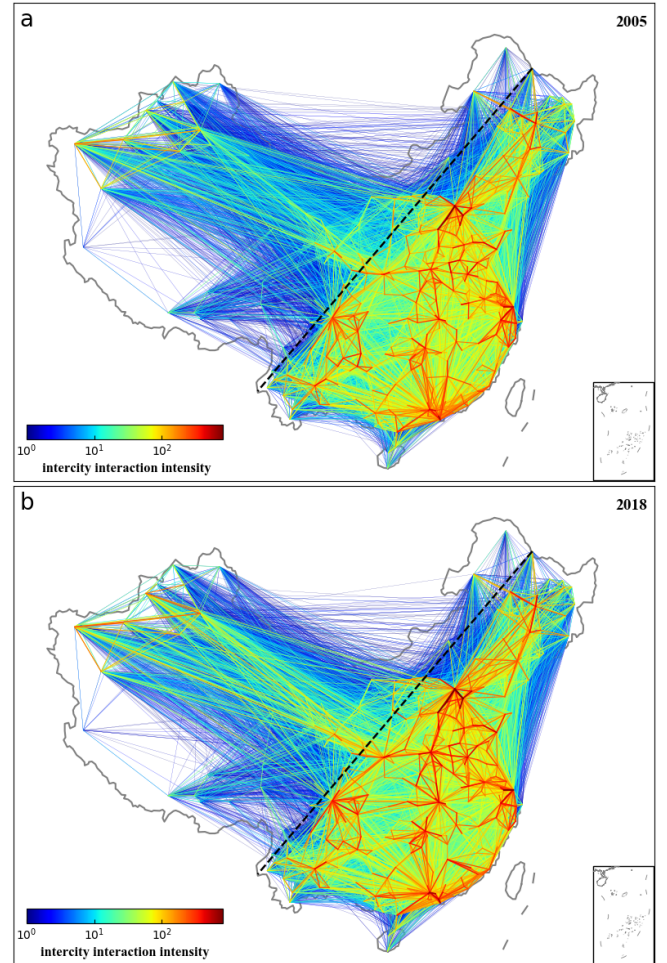 a
2005
10⁰ 10¹ 10²
intercity interaction intensity
b
2018
10⁰ 10¹ 10²
intercity interaction intensity